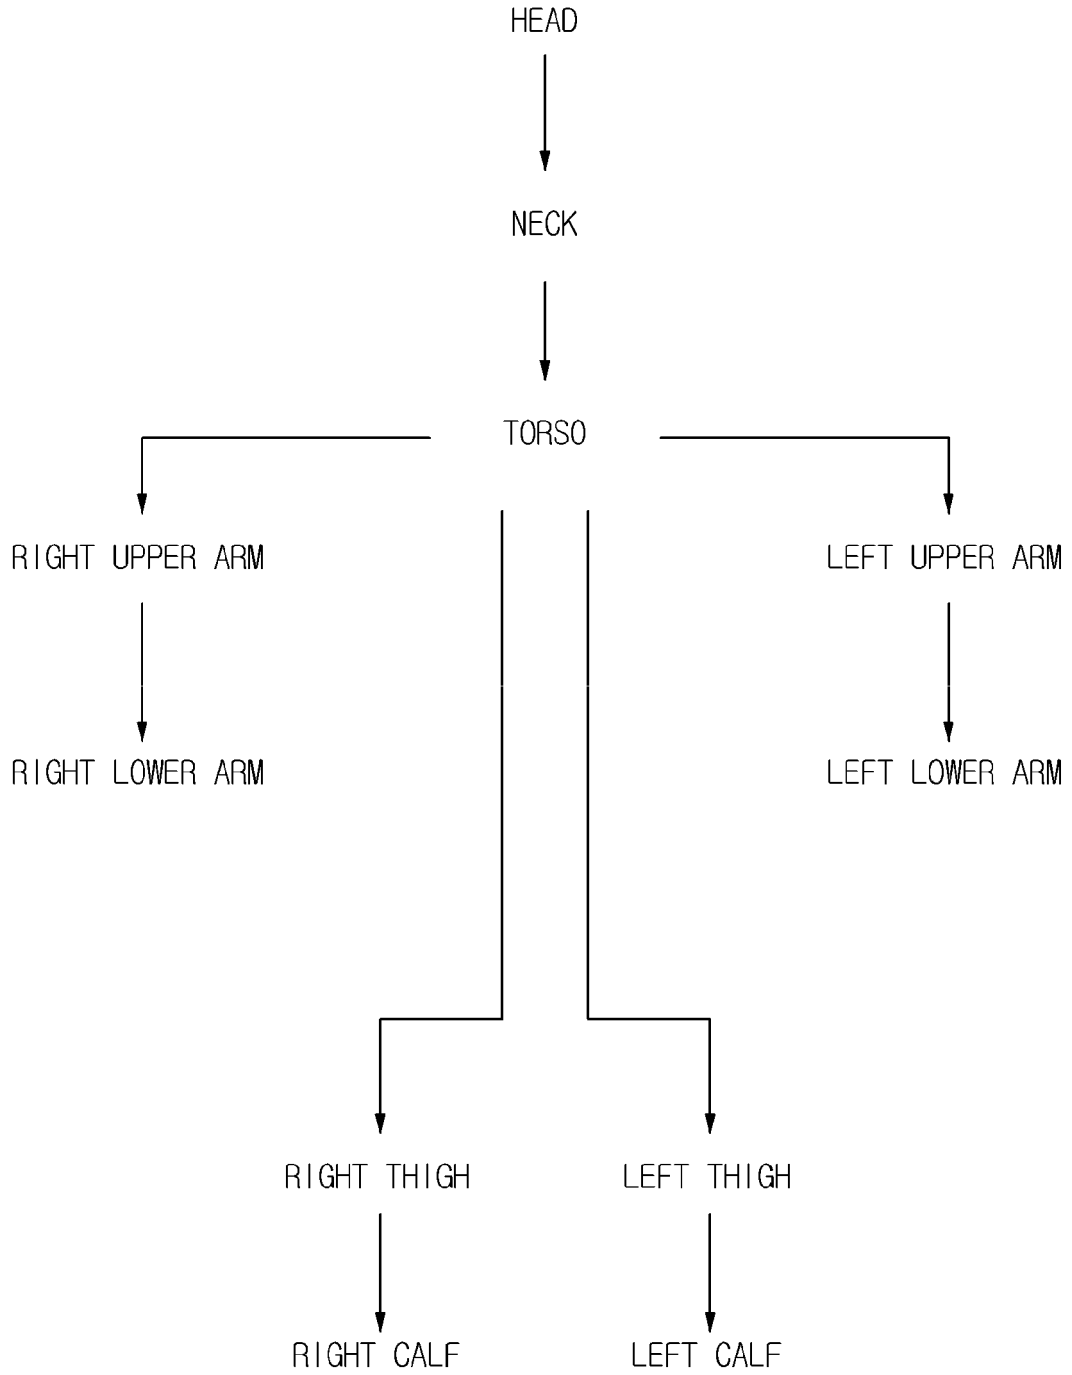 HEAD
NECK
TORSO
RIGHT UPPER ARM
LEFT UPPER ARM
RIGHT LOWER ARM
LEFT LOWER ARM
RIGHT THIGH
LEFT THIGH
RIGHT CALF
LEFT CALF